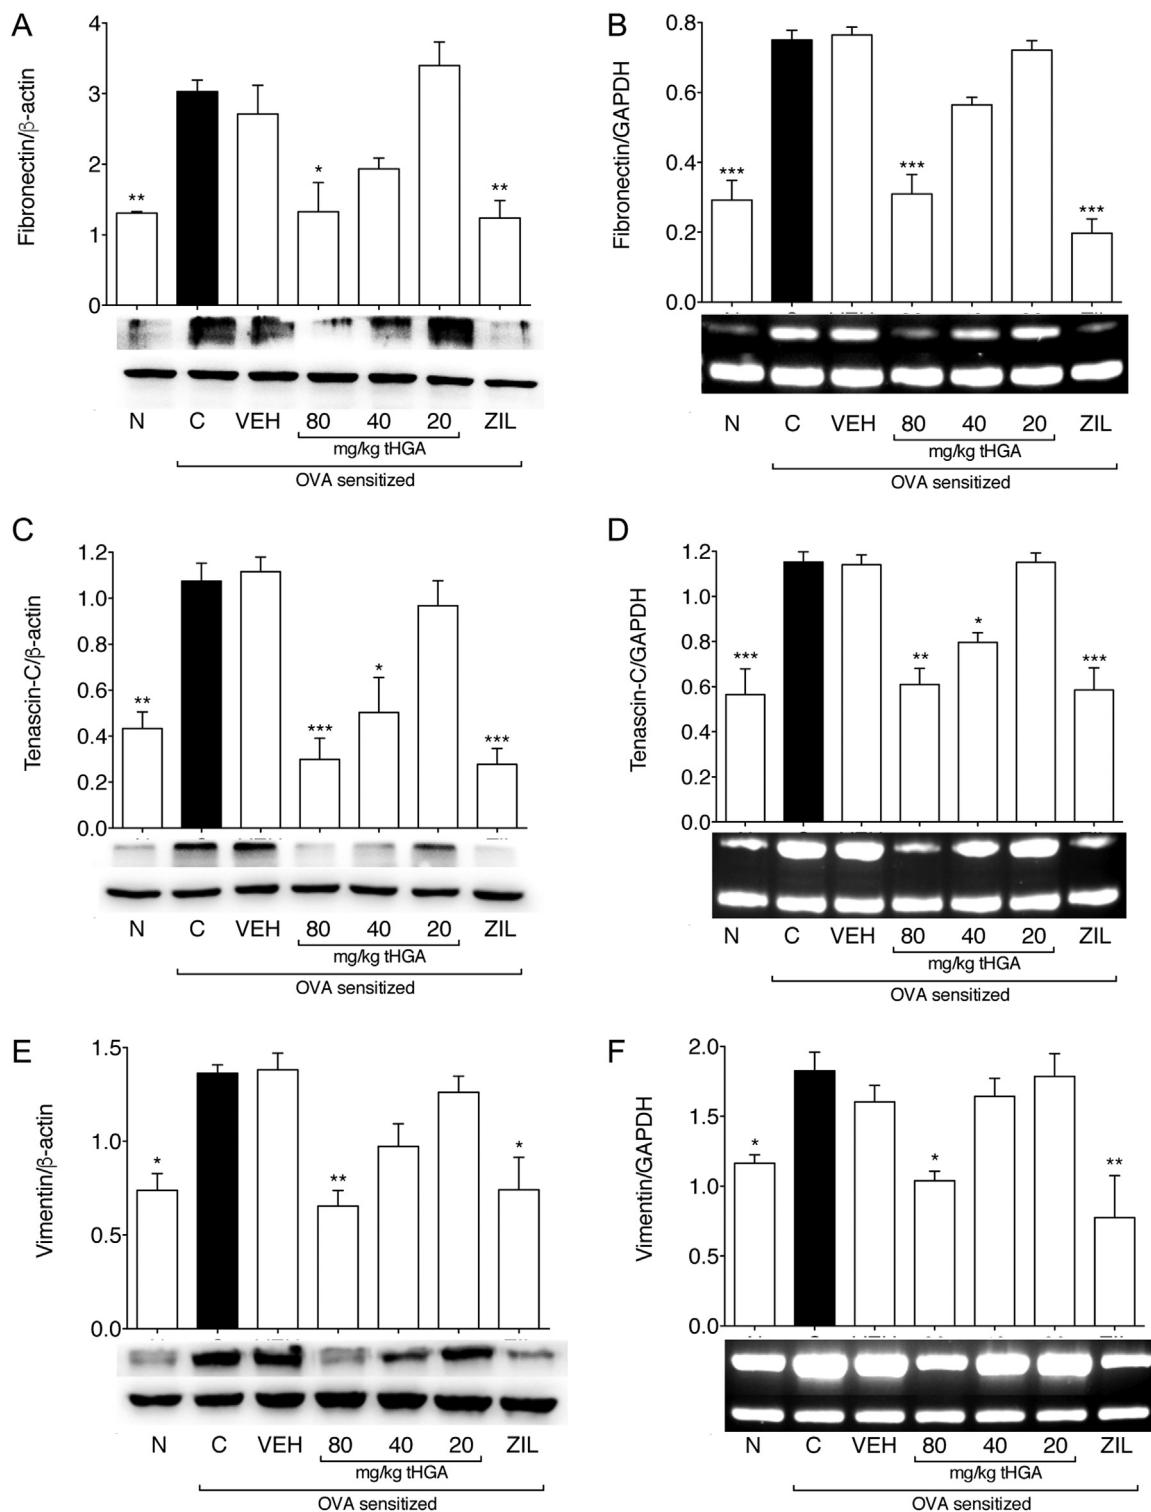 A
Fibronectin/β-actin
4
3
2
1
0
** * **
N C VEH 80 40 20 ZIL
mg/kg tHGA
OVA sensitized
B
Fibronectin/GAPDH
0.8
0.6
0.4
0.2
0.0
*** *** ***
N C VEH 80 40 20 ZIL
mg/kg tHGA
OVA sensitized
C
Tenascin-C/β-actin
1.2
1.0
0.8
0.6
0.4
0.2
0.0
** *** * ***
N C VEH 80 40 20 ZIL
mg/kg tHGA
OVA sensitized
D
Tenascin-C/GAPDH
1.2
1.0
0.8
0.6
0.4
0.2
0.0
*** ** * ***
N C VEH 80 40 20 ZIL
mg/kg tHGA
OVA sensitized
E
Vimentin/β-actin
1.5
1.0
0.5
0.0
* ** *
N C VEH 80 40 20 ZIL
mg/kg tHGA
OVA sensitized
F
Vimentin/GAPDH
2.0
1.5
1.0
0.5
0.0
* * **
N C VEH 80 40 20 ZIL
mg/kg tHGA
OVA sensitized